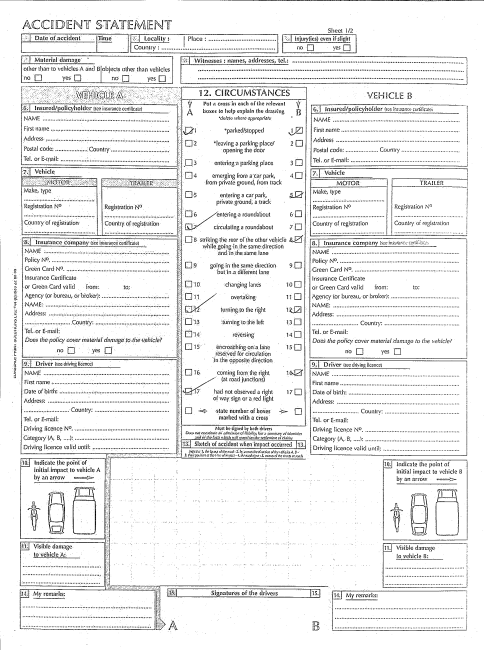 ACCIDENT STATEMENT
Sheet 1/2
Date of accident Time
Locality : Place :
Country :
Injury(ies) even if slight
no yes
Material damage
other than to vehicles A and B objects other than vehicles
no yes no yes
Witnesses : names, addresses, tel.:
VEHICLE A
6. Insured/policyholder (see insurance certificate)
NAME
First name
Address
Postal code: Country
Tel. or E-mail:
7. Vehicle
MOTOR TRAILER
Make, type
Registration Nº Registration Nº
Country of registration Country of registration
8. Insurance company (see insurance certificate)
NAME
Policy Nº.
Green Card Nº.
Insurance Certificate
or Green Card valid from: to:
Agency (or bureau, or broker):
NAME:
Address
Country:
Tel. or E-mail:
Does the policy cover material damage to the vehicle?
no yes
9. Driver (see driving licence)
NAME
First name
Date of birth:
Address
Country:
Tel. or E-mail:
Driving licence Nº.
Category (A, B, ...):
Driving licence valid until:
12. CIRCUMSTANCES
Put a cross in each of the relevant
boxes to help explain the drawing
*delete where appropriate
A B
1 *parked/stopped 1
2 *leaving a parking place/
opening the door 2
3 entering a parking place 3
4 emerging from a car park,
from private ground, from track 4
5 entering a car park,
private ground, a track 5
6 entering a roundabout 6
circulating a roundabout 7
8 striking the rear of the other vehicle 8
while going in the same direction
and in the same lane
9 going in the same direction
but in a different lane 9
10 changing lanes 10
11 overtaking 11
12 turning to the right 12
13 turning to the left 13
14 reversing 14
15 encroaching on a lane
reserved for circulation
in the opposite direction 15
16 coming from the right
(at road junctions) 16
17 had not observed a right
of way sign or a red light 17
state number of boxes
marked with a cross
Must be signed by both drivers
13. Sketch of accident when impact occurred 13.
VEHICLE B
6. Insured/policyholder (see insurance certificate)
NAME
First name:
Address
Postal code: Country
Tel. or E-mail:
7. Vehicle
MOTOR TRAILER
Make, type
Registration Nº Registration Nº
Country of registration Country of registration
8. Insurance company (see insurance certificate)
NAME
Policy Nº.
Green Card Nº.
Insurance Certificate
or Green Card valid from: to:
Agency (or bureau, or broker):
NAME:
Address
Country:
Tel. or E-mail:
Does the policy cover material damage to the vehicle?
no yes
9. Driver (see driving licence)
NAME
First name
Date of birth:
Address
Country:
Tel. or E-mail:
Driving licence Nº.
Category (A, B, ...):
Driving licence valid until:
10. Indicate the point of
initial impact to vehicle A
by an arrow
10. Indicate the point of
initial impact to vehicle B
by an arrow
11. Visible damage
to vehicle A:
11. Visible damage
to vehicle B:
14. My remarks:
15. Signatures of the drivers 15.
A B
14. My remarks: